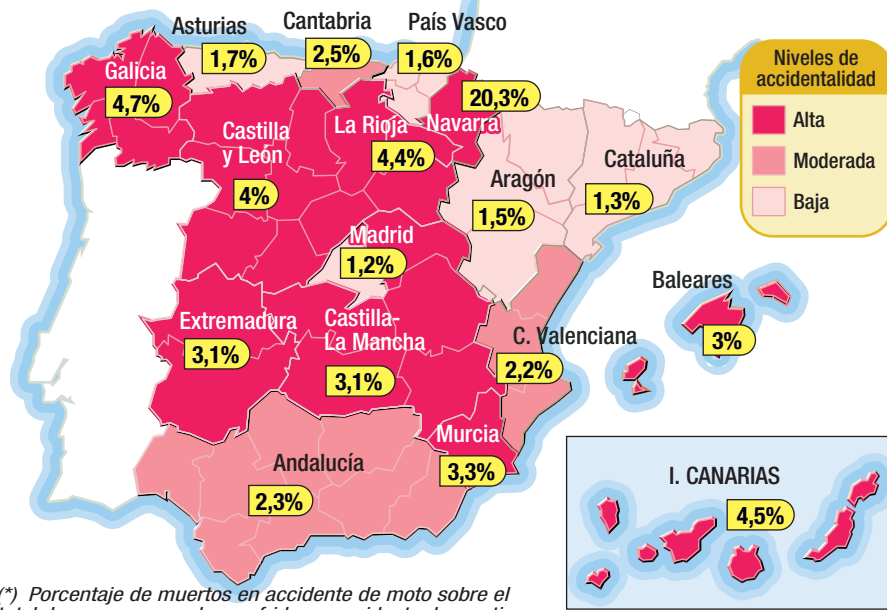 Asturias
1,7%
Cantabria
2,5%
País Vasco
1,6%
Galicia
4,7%
20,3%
Navarra
La Rioja
4,4%
Castilla
y León
4%
Aragón
1,5%
Cataluña
1,3%
Madrid
1,2%
Baleares
3%
Extremadura
3,1%
Castilla-
La Mancha
3,1%
C. Valenciana
2,2%
Murcia
3,3%
Andalucía
2,3%
I. CANARIAS
4,5%
Niveles de
accidentalidad
Alta
Moderada
Baja
(*) Porcentaje de muertos en accidente de moto sobre el